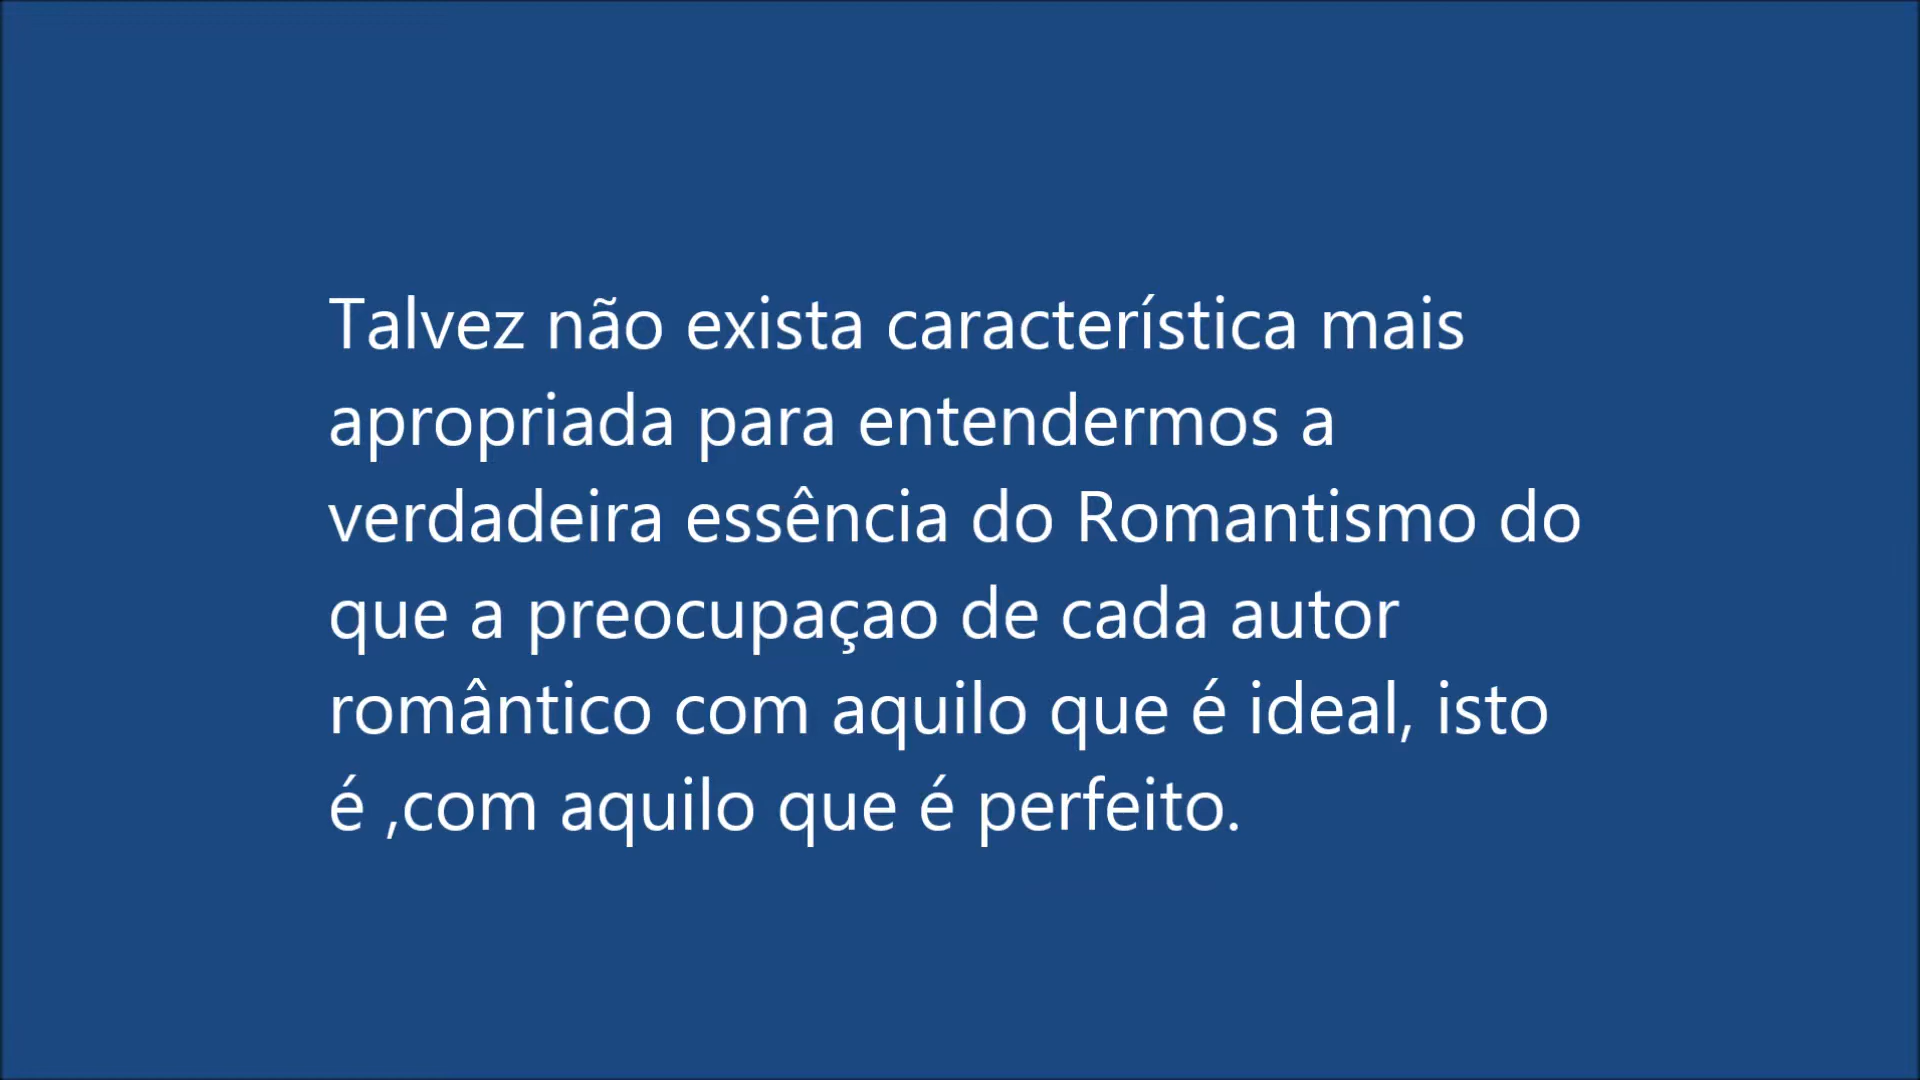 Talvez não exista característica mais
apropriada para entendermos a
verdadeira essência do Romantismo do
que a preocupaçao de cada autor
romântico com aquilo que é ideal, isto
é ,com aquilo que é perfeito.